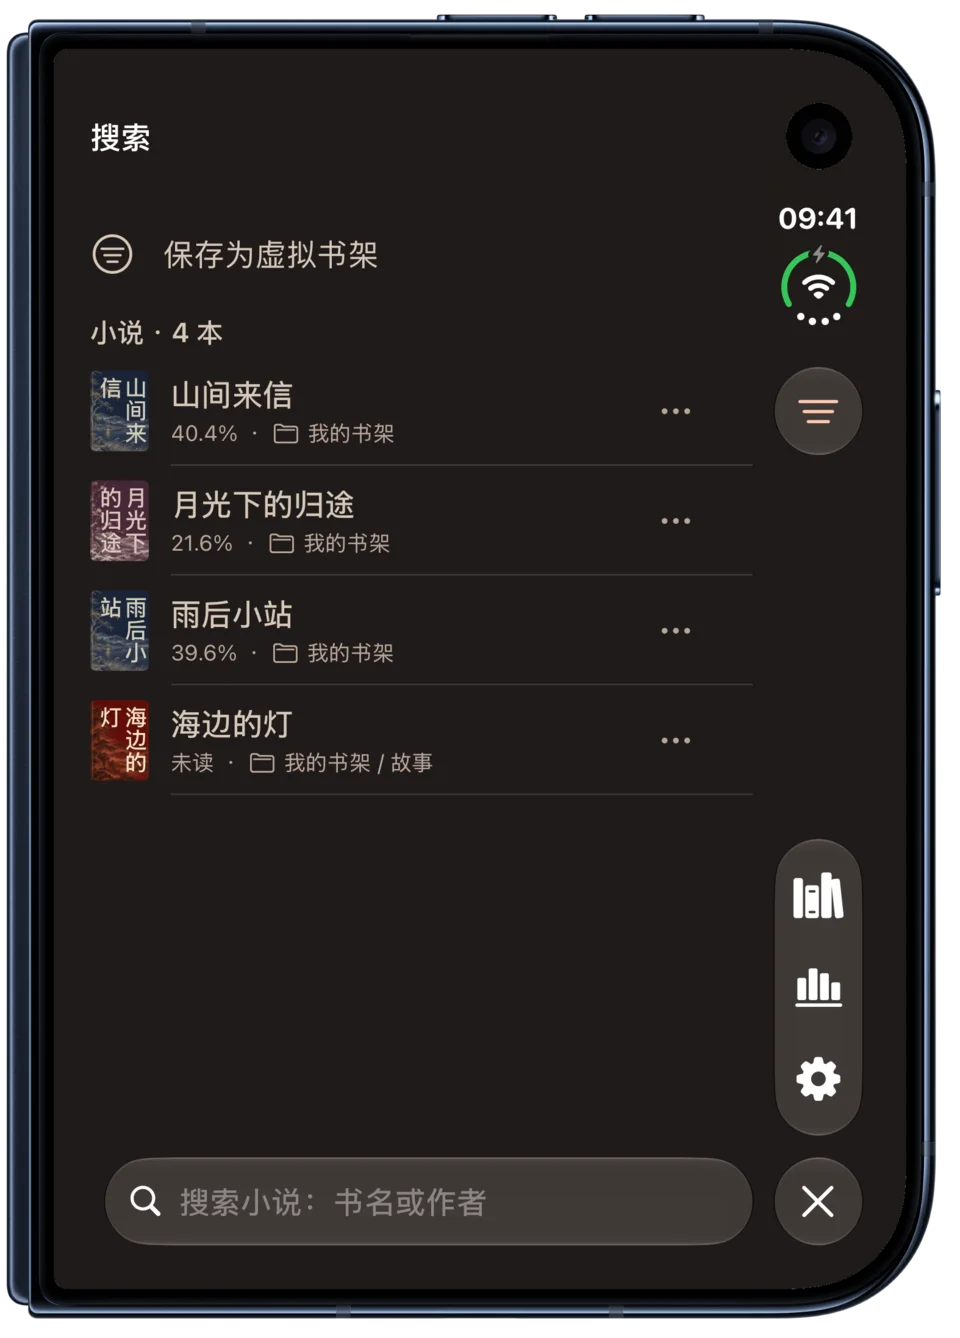 搜索
09:41
保存为虚拟书架
小说 · 4 本
信山间来
山间来信
40.4% · 我的书架
月光下的归途
月光下的归途
21.6% · 我的书架
雨后小站
雨后小站
39.6% · 我的书架
海边的灯
海边的灯
未读 · 我的书架 / 故事
搜索小说：书名或作者